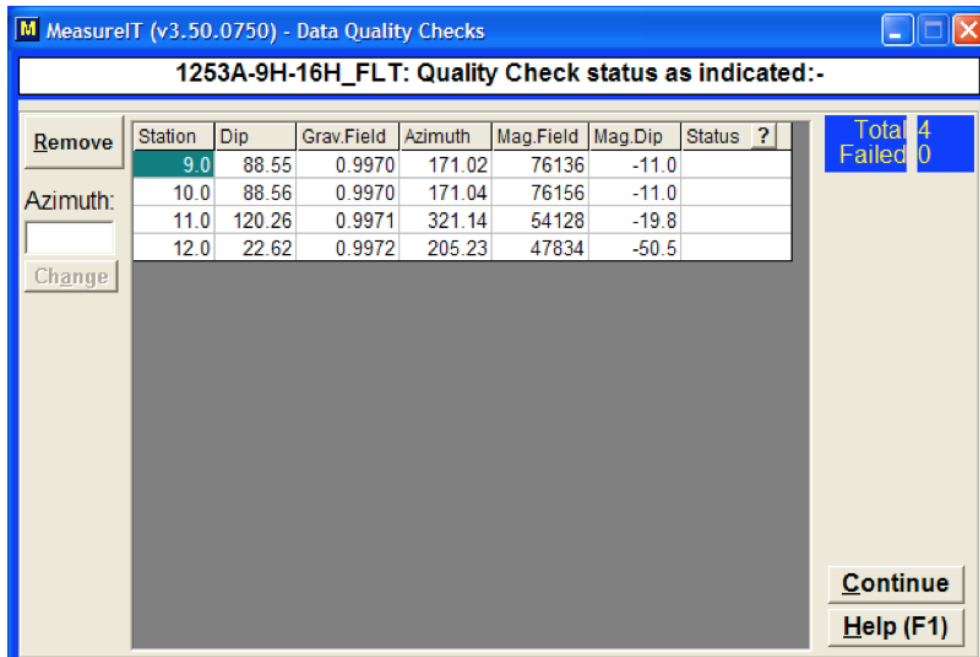 M MeasureIT (v3.50.0750) - Data Quality Checks
1253A-9H-16H_FLT: Quality Check status as indicated:-
Remove
Azimuth:
Change
Station Dip Grav.Field Azimuth Mag.Field Mag.Dip Status ?
9.0 88.55 0.9970 171.02 76136 -11.0
10.0 88.56 0.9970 171.04 76156 -11.0
11.0 120.26 0.9971 321.14 54128 -19.8
12.0 22.62 0.9972 205.23 47834 -50.5
Total 4
Failed 0
Continue
Help (F1)